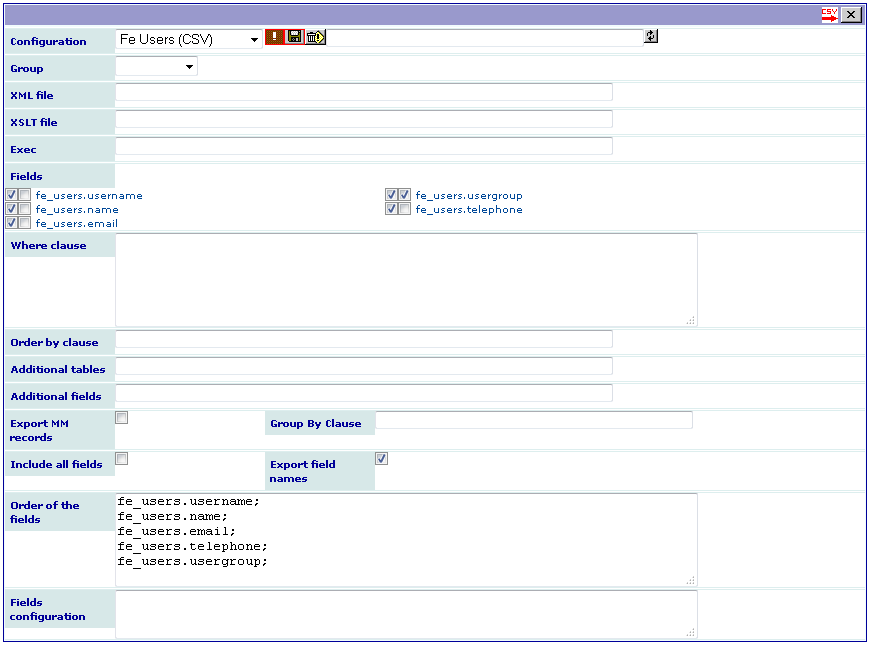 CSV
Configuration Fe Users (CSV)
Group
XML file
XSLT file
Exec
Fields
fe_users.username fe_users.usergroup
fe_users.name fe_users.telephone
fe_users.email
Where clause
Order by clause
Additional tables
Additional fields
Export MM
records
Group By Clause
Include all fields
Export field
names
Order of the
fields
fe_users.username;
fe_users.name;
fe_users.email;
fe_users.telephone;
fe_users.usergroup;
Fields
configuration